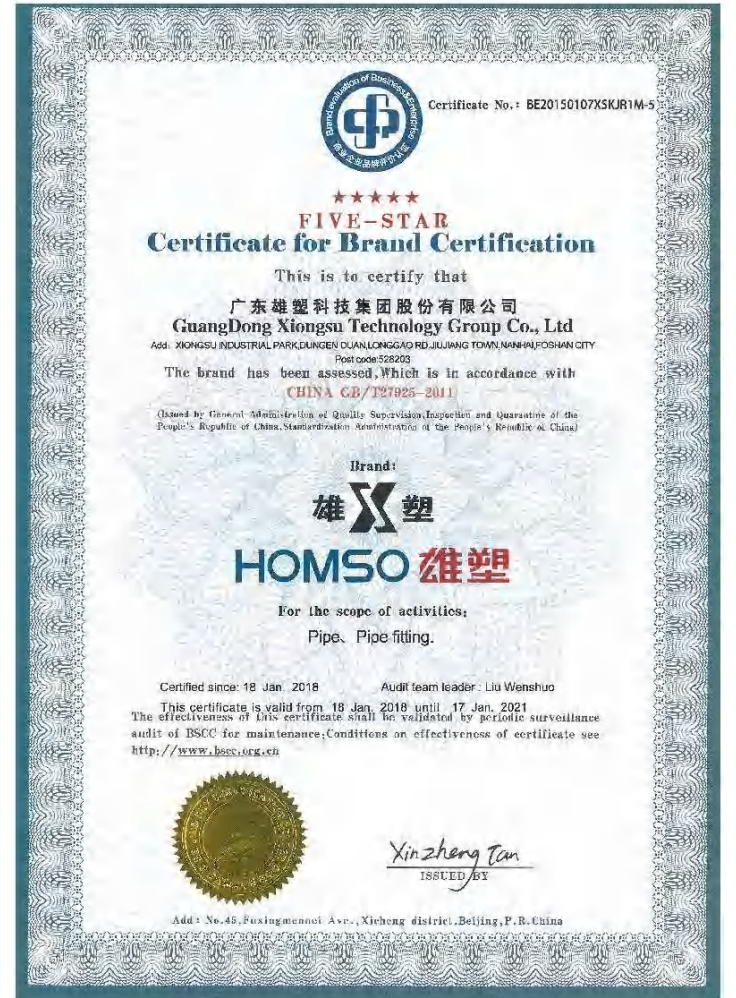 Brand evaluation of Business&Enterprise
Certificate No.: BE20150107XSKJR1M-5
FIVE-STAR
Certificate for Brand Certification
This is to certify that
广东雄塑科技集团股份有限公司
GuangDong Xiongsu Technology Group Co., Ltd
Add: XIONGSU INDUSTRIAL PARK,DUNGEN DUAN,LONGGAO RD.JIUJIANG TOWN,NANHAI,FOSHAN CITY
Post code:528203
The brand has been assessed,Which is in accordance with
CHINA GB/T27925-2011
(Issued by General Administration of Quality Supervision,Inspection and Quarantine of the
People's Republic of China,Standardization Administration of the People's Republic of China)
Brand:
雄 塑
HOMSO 雄塑
For the scope of activities:
Pipe、Pipe fitting.
Certified since: 18 Jan. 2018 Audit team leader: Liu Wenshuo
This certificate is valid from 18 Jan. 2018 until 17 Jan. 2021
The effectiveness of this certificate shall be validated by periodic surveillance
audit of BSCC for maintenance;Conditions on effectiveness of certificate see
http://www.bscc.org.cn
Xinzheng Tan
ISSUED BY
Add: No.45,Fuxingmennei Ave.,Xicheng district,Beijing,P.R.China